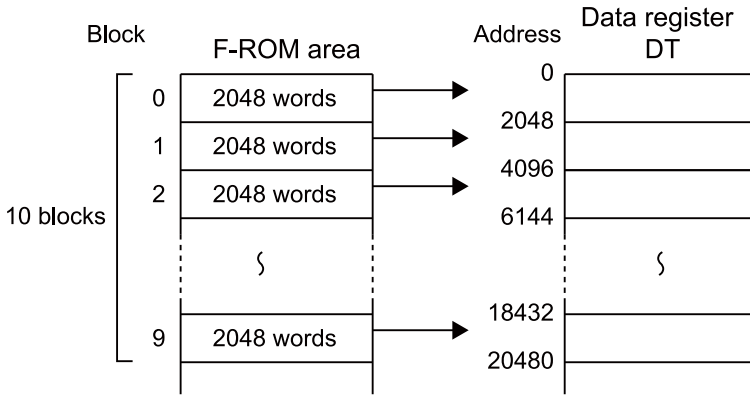 Block
F-ROM area
Address
Data register
DT
0
2048 words
0
1
2048 words
2048
2
2048 words
4096
6144
10 blocks
9
2048 words
18432
20480